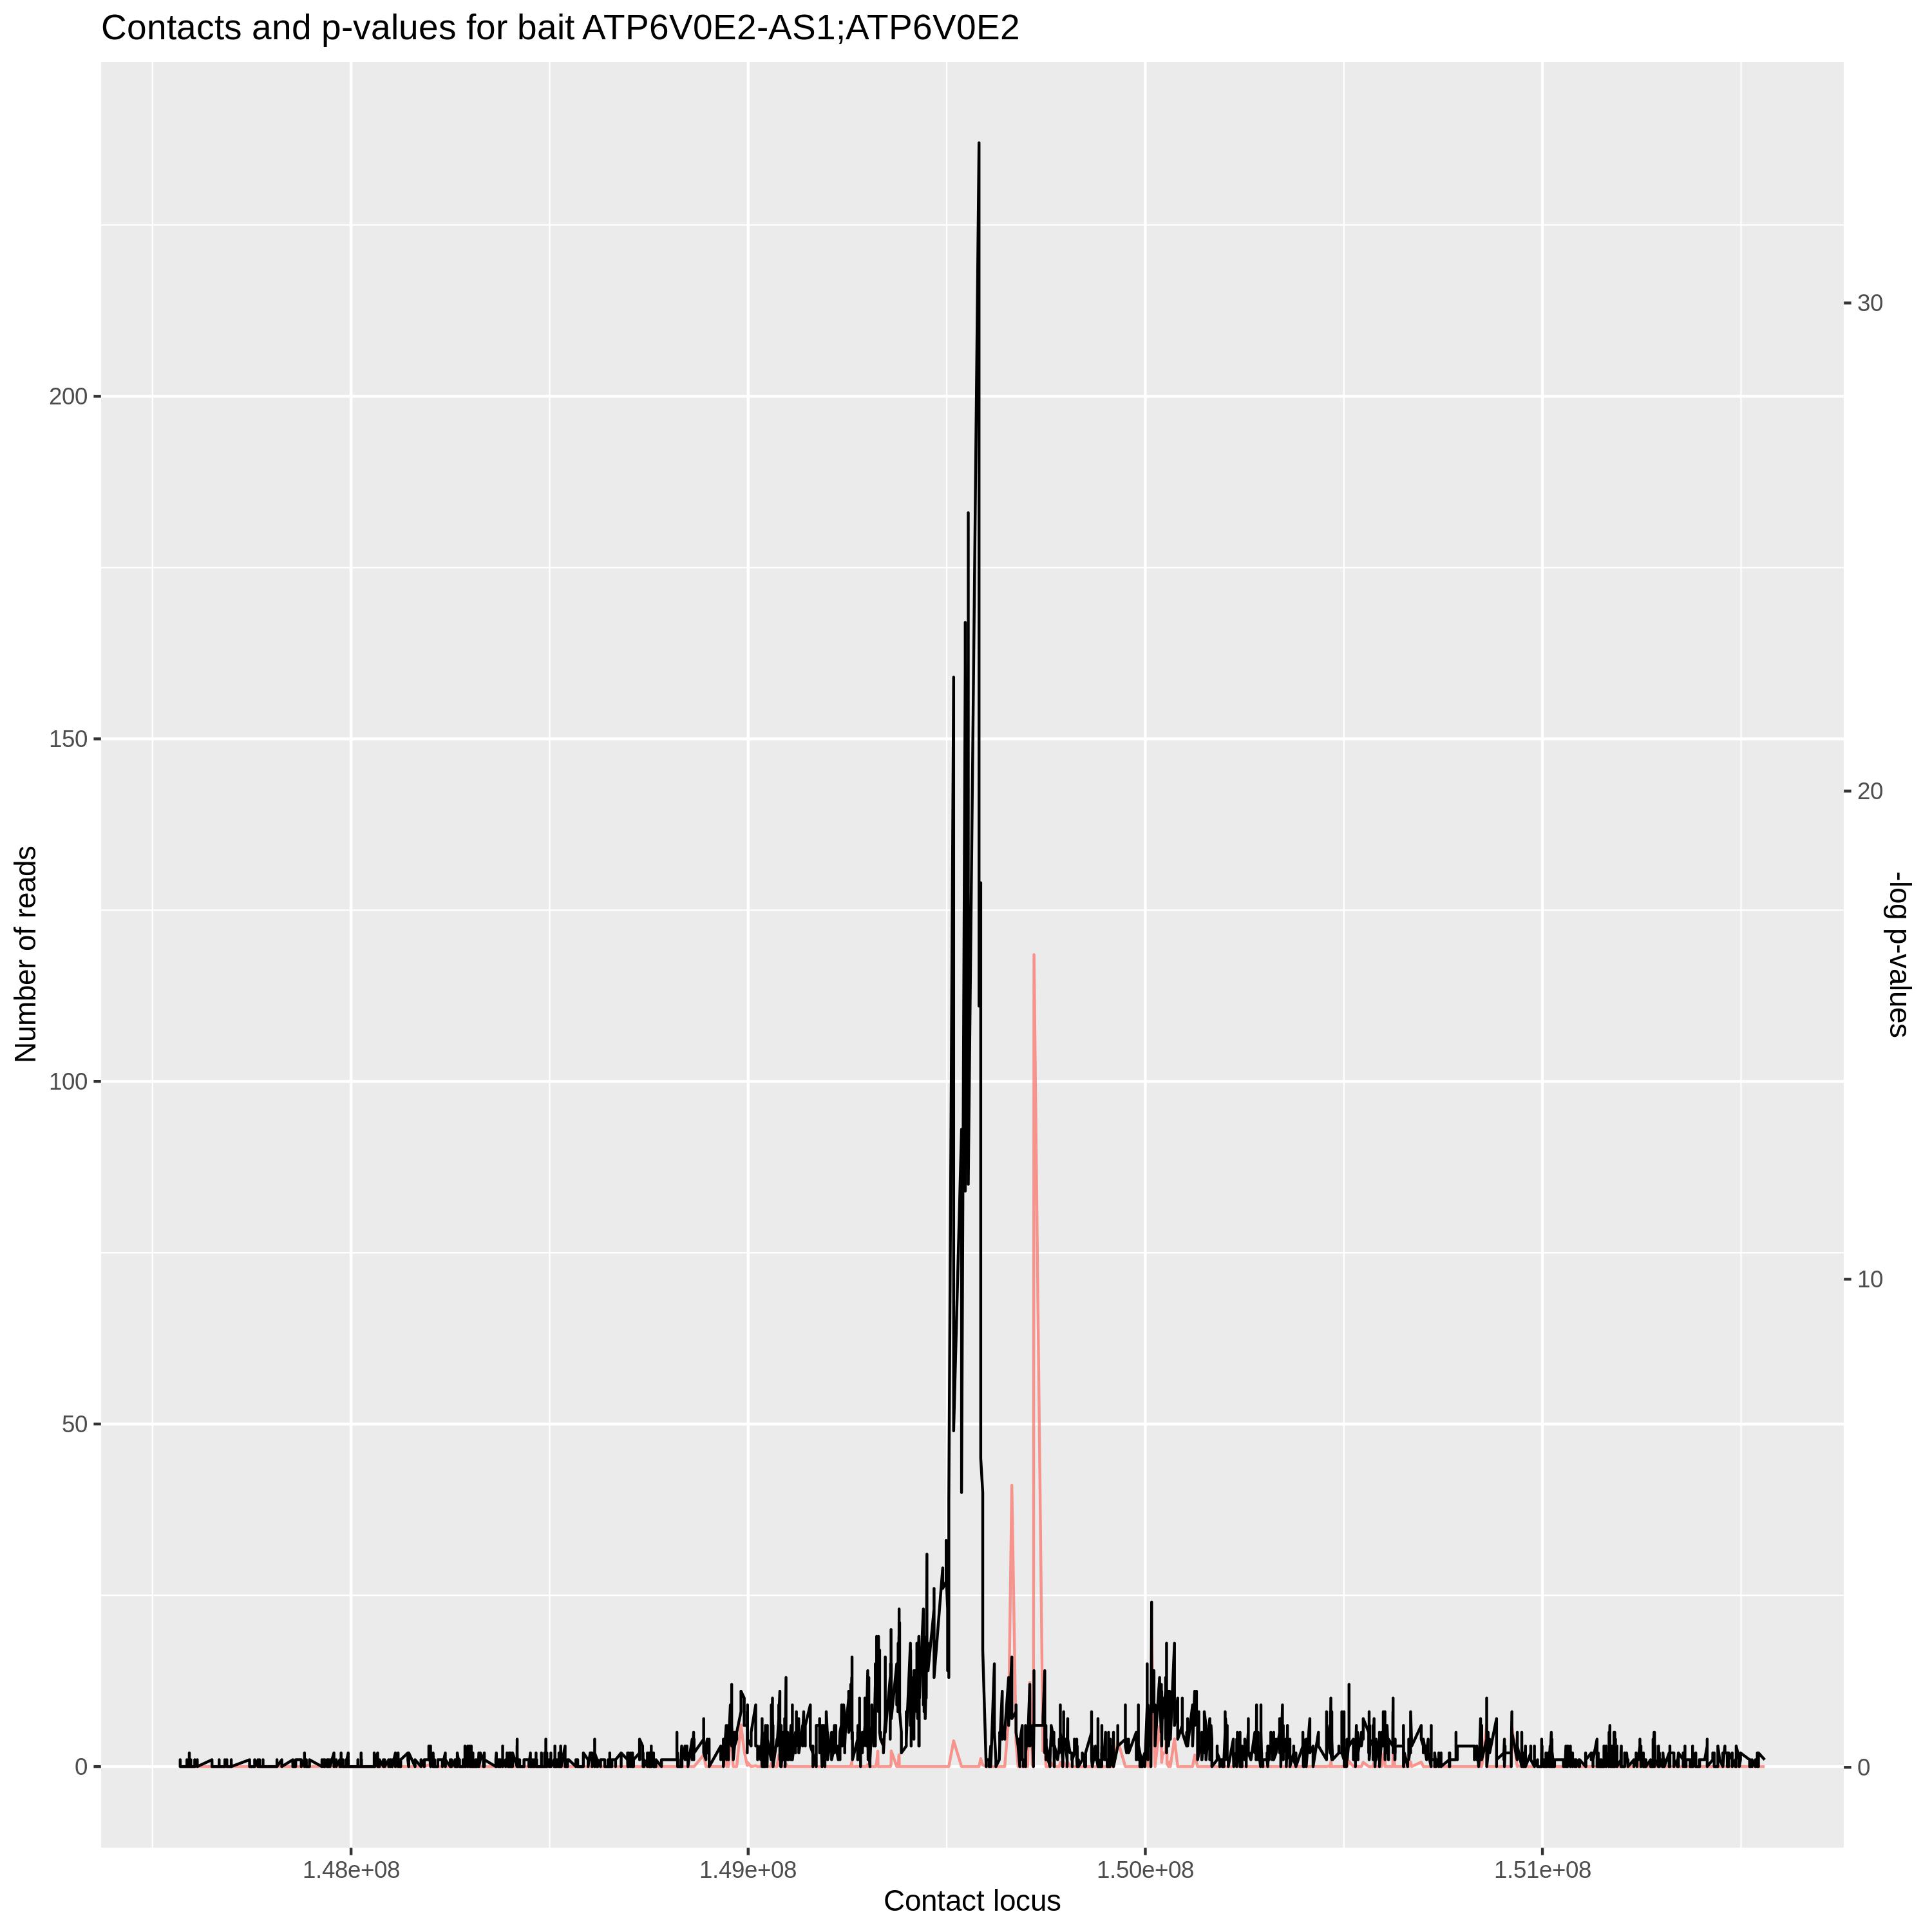 Contacts and p-values for bait ATP6V0E2-AS1;ATP6V0E2
Number of reads
200
150
100
50
0
30
20
10
0
-log p-values
1.48e+08
1.49e+08
1.50e+08
1.51e+08
Contact locus